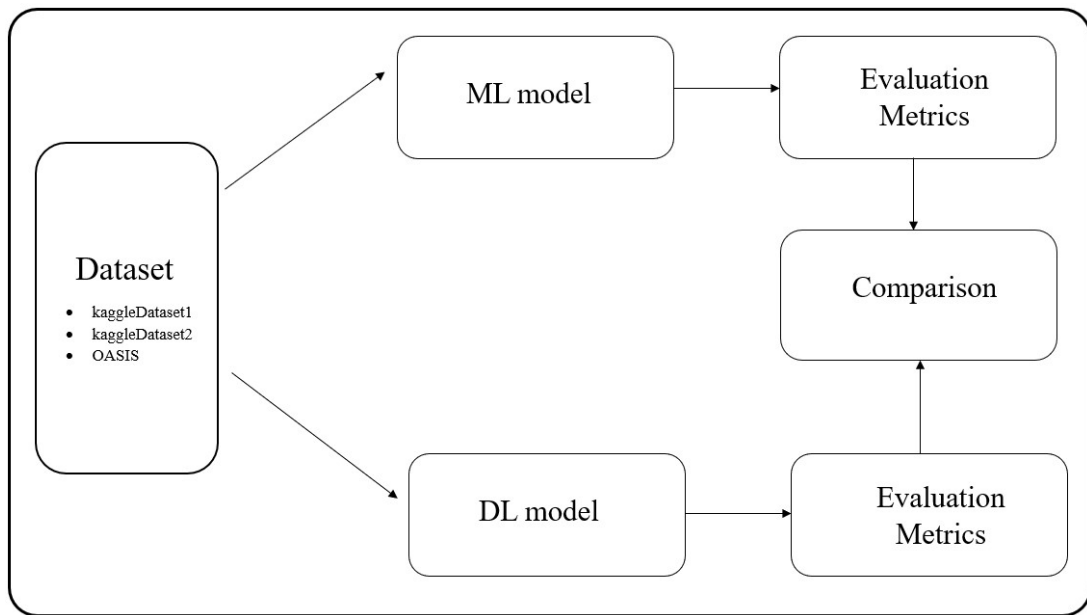 Dataset
kaggleDataset1
kaggleDataset2
OASIS
ML model
Evaluation
Metrics
Comparison
DL model
Evaluation
Metrics